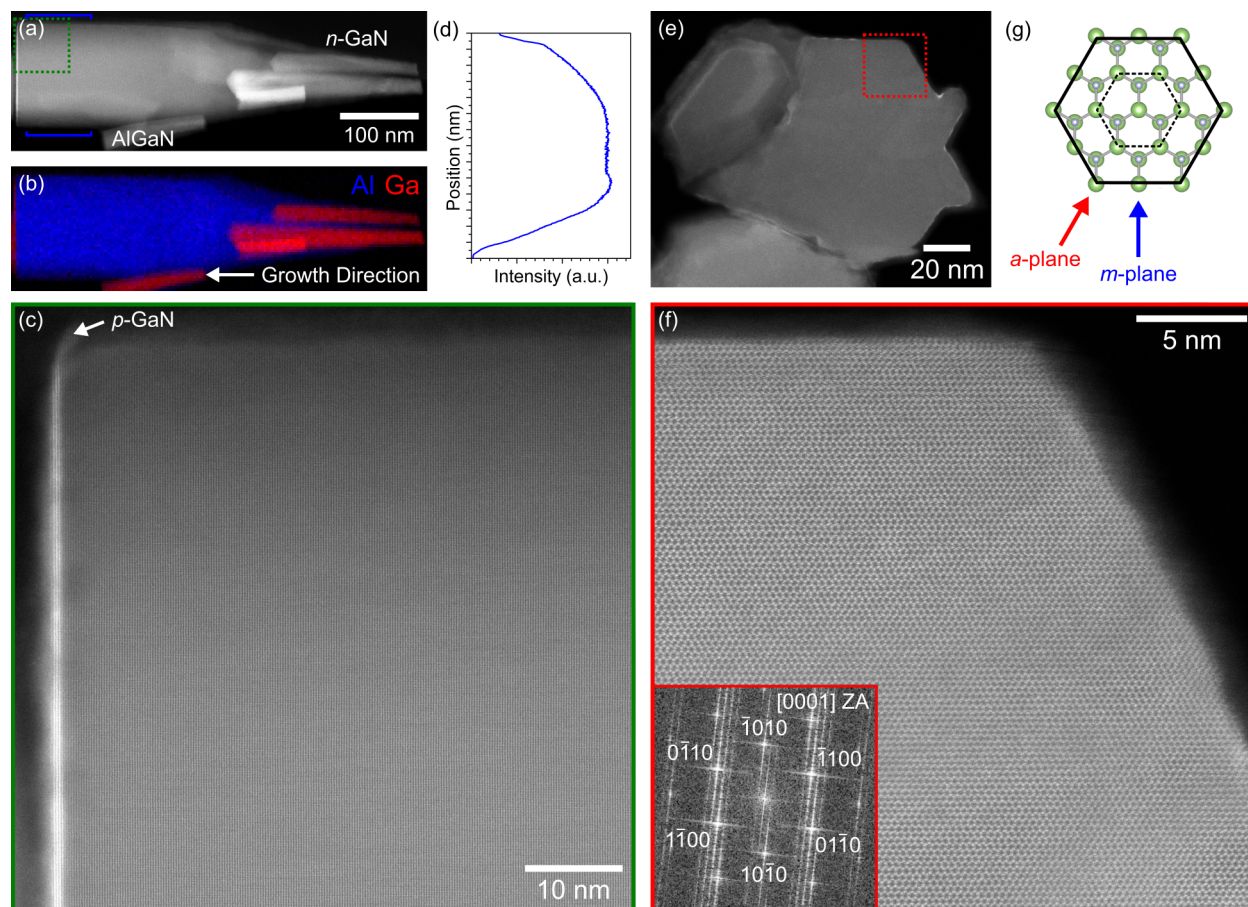 (a)
n-GaN
AlGaN
100 nm
(b)
Al Ga
Growth Direction
(d)
Position (nm)
Intensity (a.u.)
(e)
20 nm
(g)
a-plane
m-plane
(c)
p-GaN
10 nm
(f)
5 nm
[0001] ZA
1̅010
01̅10
1̅100
11̅00
011̅0
101̅0